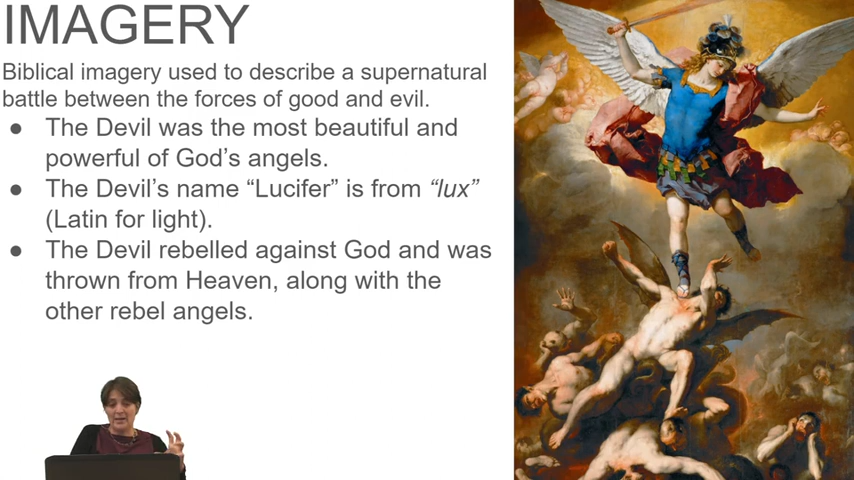 IMAGERY
Biblical imagery used to describe a supernatural
battle between the forces of good and evil.
● The Devil was the most beautiful and
powerful of God’s angels.
● The Devil’s name “Lucifer” is from “lux”
(Latin for light).
● The Devil rebelled against God and was
thrown from Heaven, along with the
other rebel angels.